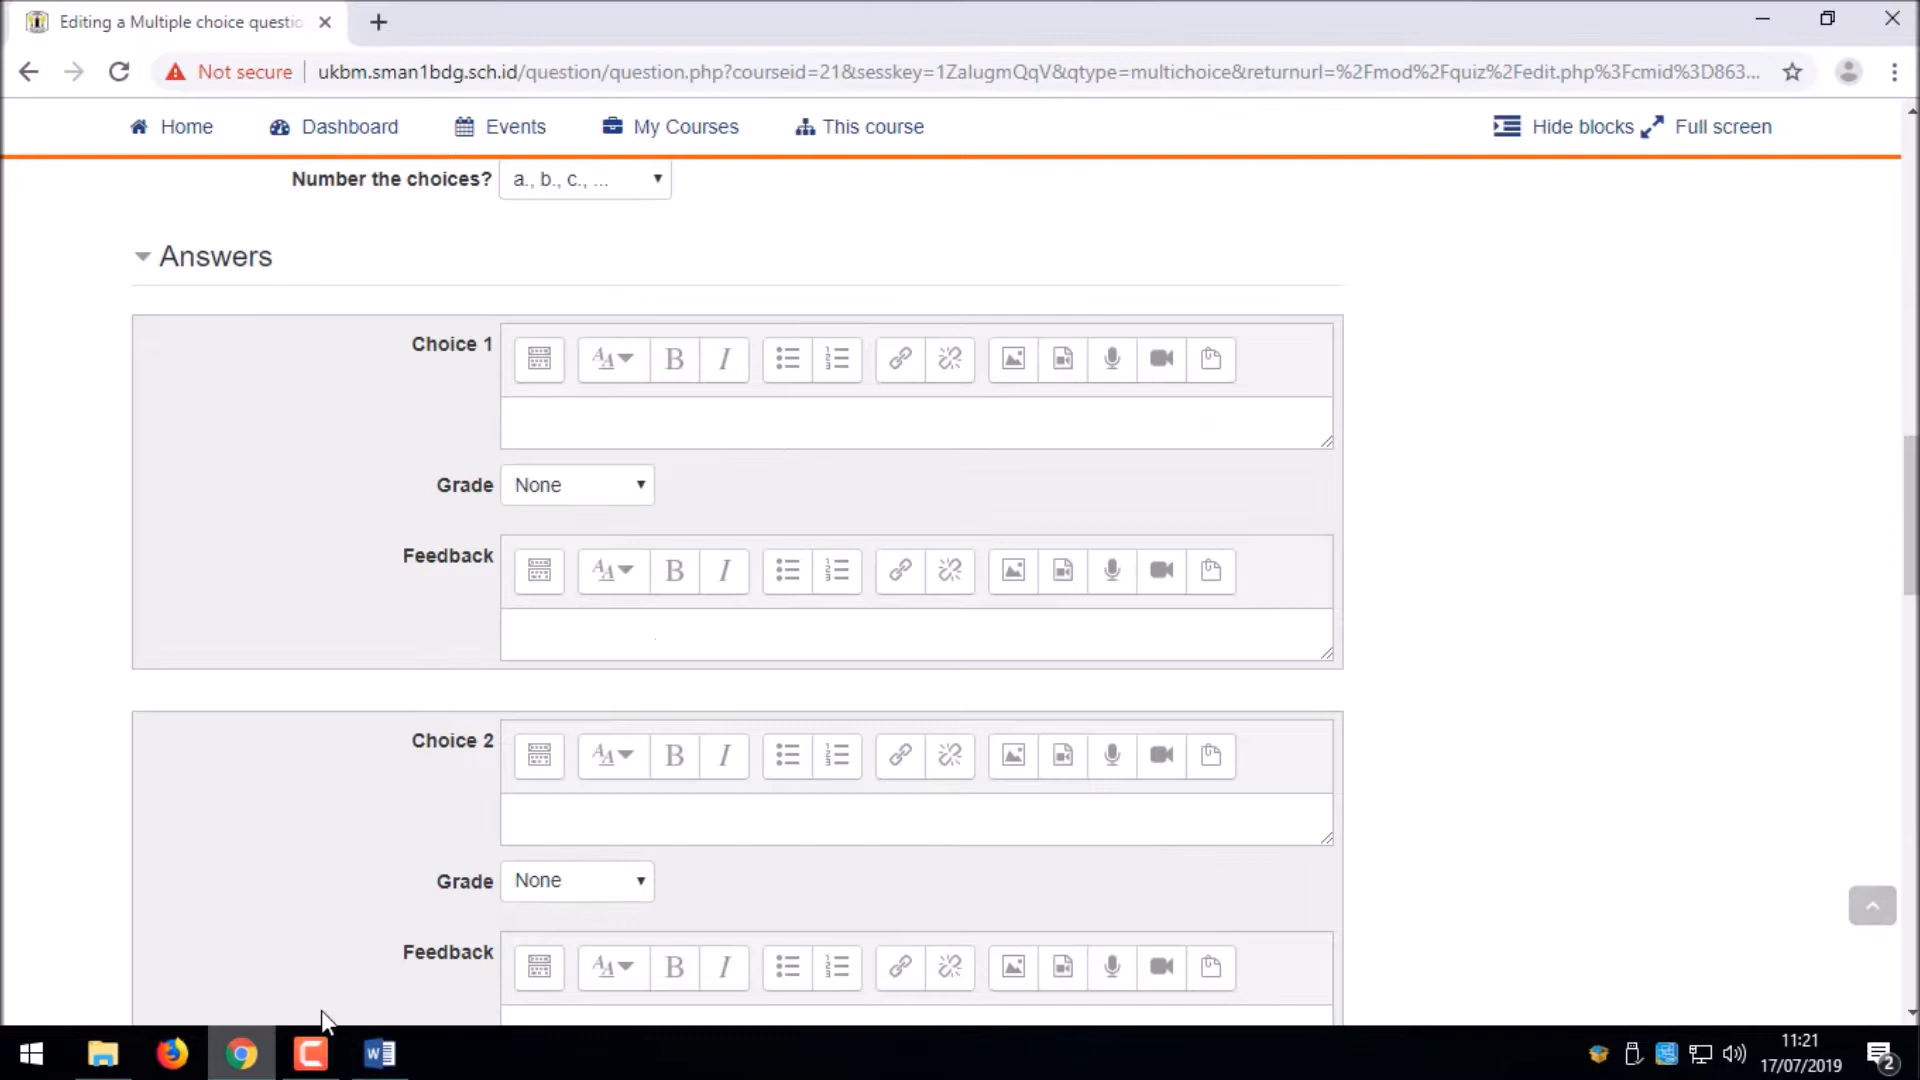 Editing a Multiple choice questio
Not secure ukbm.sman1bdg.sch.id/question/question.php?courseid=21&sesskey=1ZalugmQqV&qtype=multichoice&returnurl=%2Fmod%2Fquiz%2Fedit.php%3Fcmid%3D863...
Home Dashboard Events My Courses This course Hide blocks Full screen
Number the choices? a., b., c., ...
Answers
Choice 1
Grade None
Feedback
Choice 2
Grade None
Feedback
11:21
17/07/2019
2